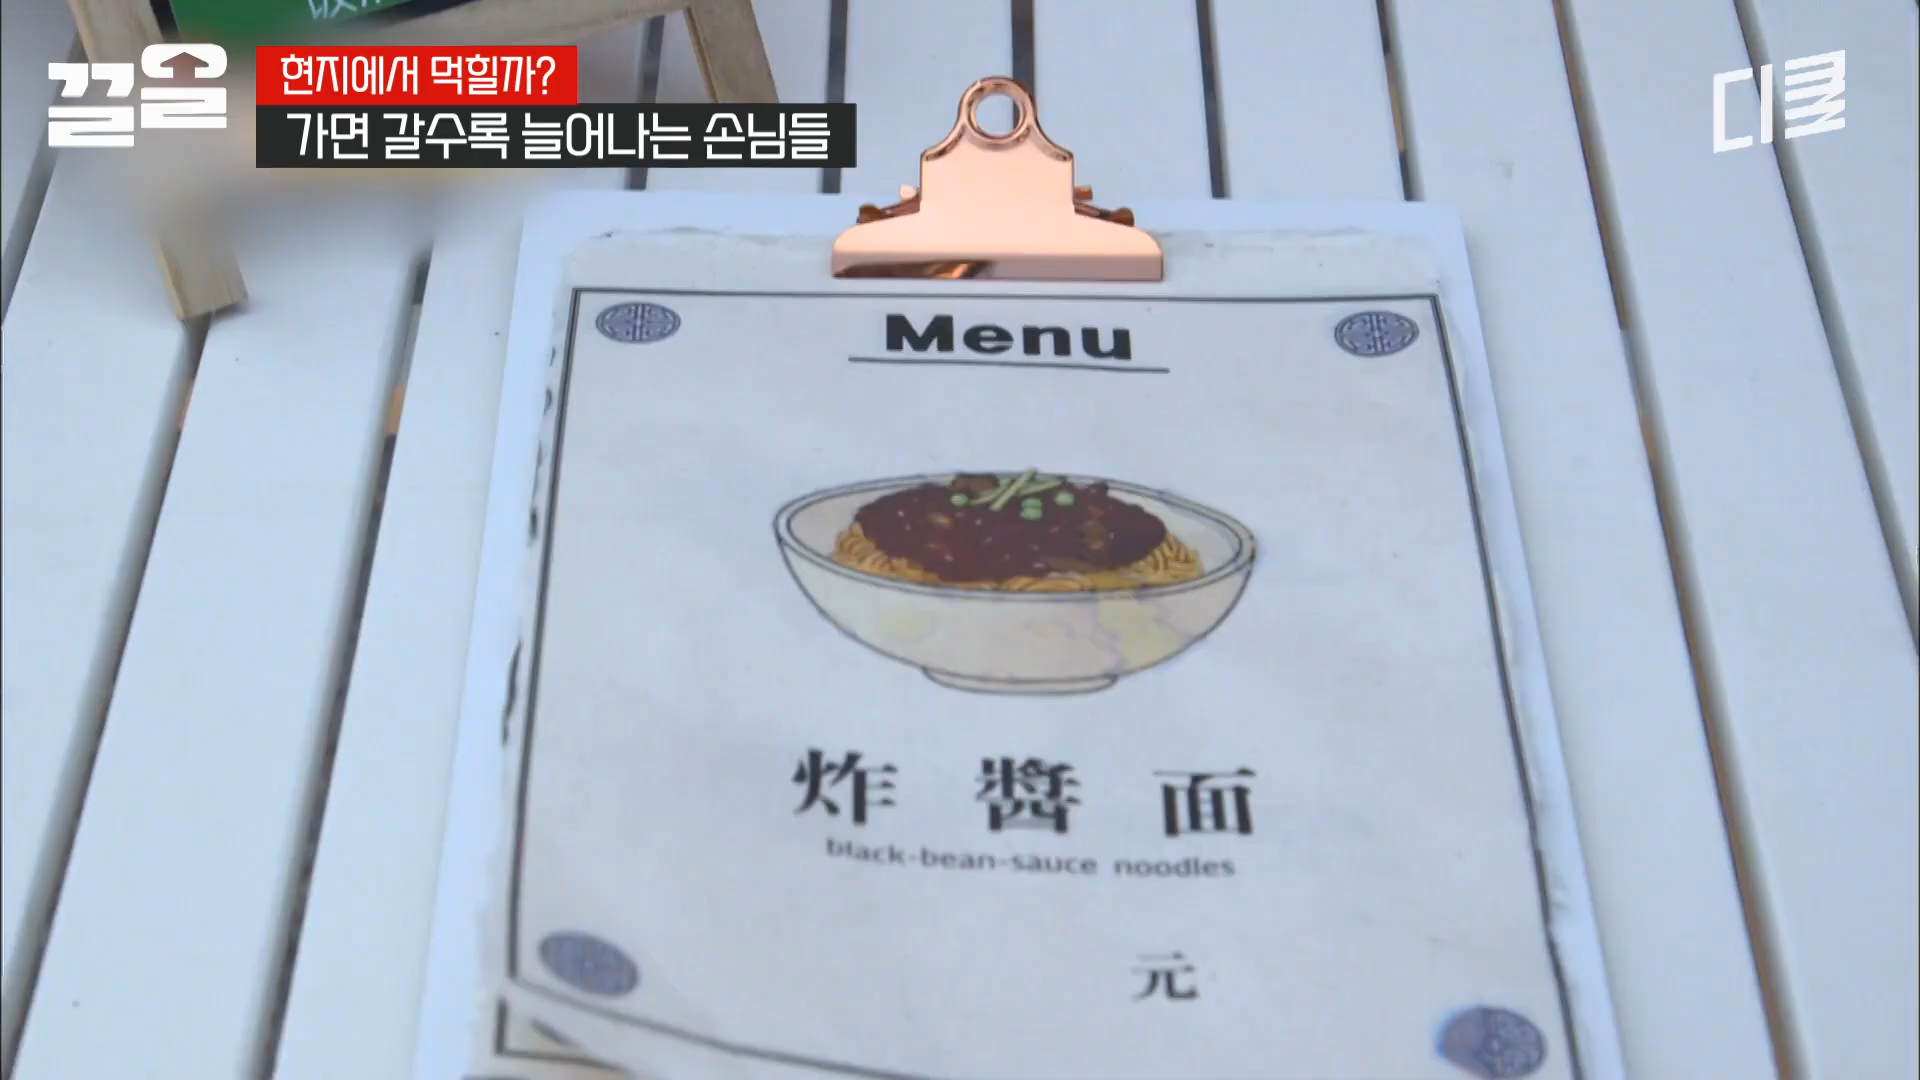 끌올
현지에서 먹힐까?
가면 갈수록 늘어나는 손님들
디클
Menu
炸醬面
black-bean-sauce noodles
元